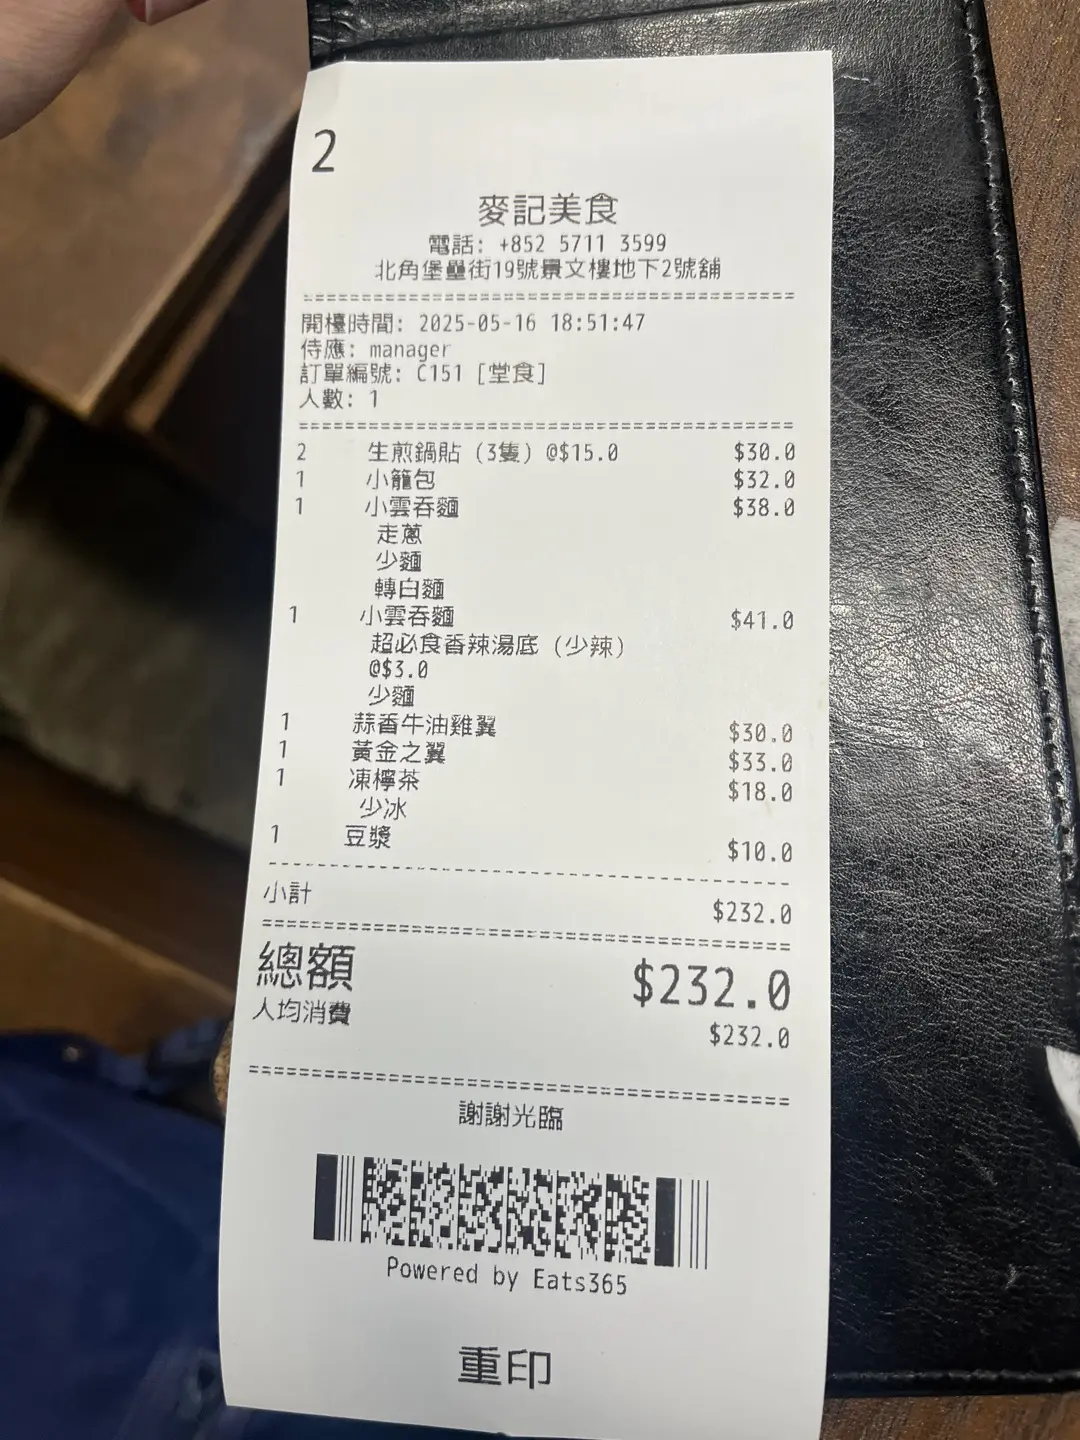 2
麥記美食
電話: +852 5711 3599
北角堡壘街19號景文樓地下2號舖
開檯時間: 2025-05-16 18:51:47
侍應: manager
訂單編號: C151 [堂食]
人數: 1
2 生煎鍋貼 (3隻) @$15.0 $30.0
1 小籠包 $32.0
1 小雲吞麵 $38.0
走蔥
少麵
轉白麵
1 小雲吞麵 $41.0
超必食香辣湯底 (少辣)
@$3.0
少麵
1 蒜香牛油雞翼 $30.0
1 黃金之翼 $33.0
1 凍檸茶 $18.0
少冰
1 豆漿 $10.0
小計 $232.0
總額 $232.0
人均消費 $232.0
謝謝光臨
Powered by Eats365
重印